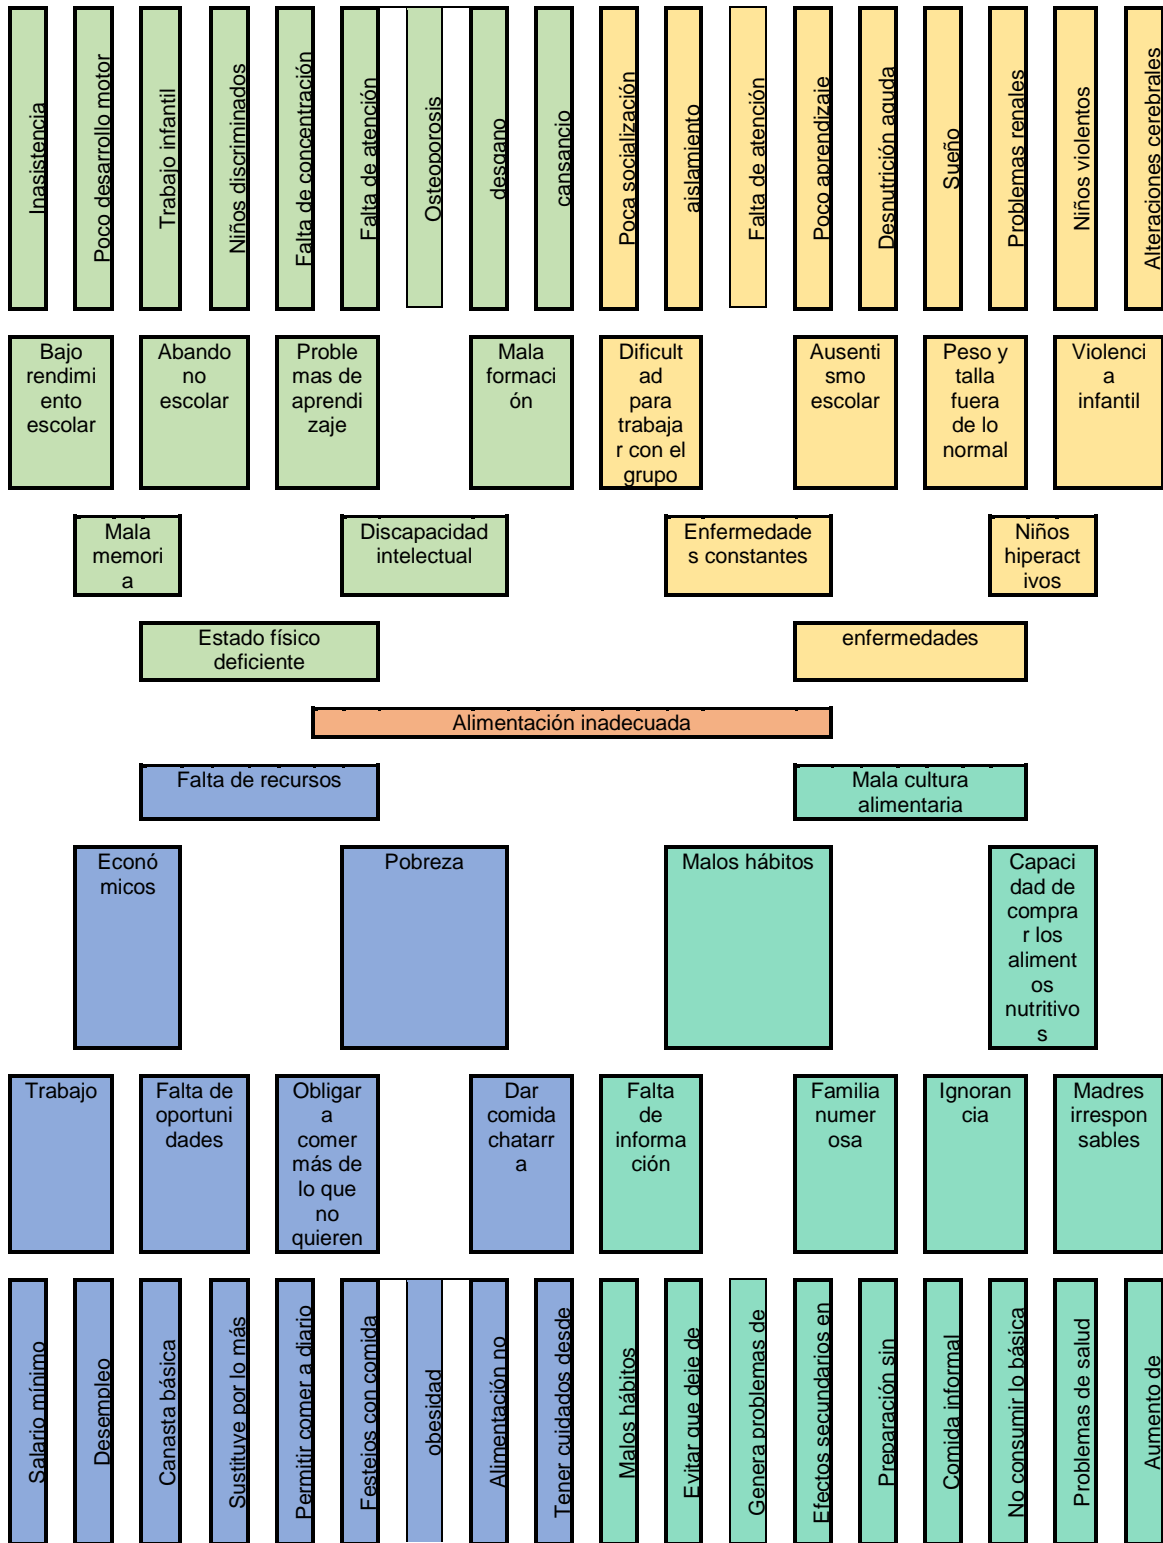 Inasistencia
Poco desarrollo motor
Trabajo infantil
Niños discriminados
Falta de concentración
Falta de atención
Osteoporosis
desgano
cansancio
Poca socialización
aislamiento
Falta de atención
Poco aprendizaje
Desnutrición aguda
Sueño
Problemas renales
Niños violentos
Alteraciones cerebrales
Bajo
rendimi
ento
escolar
Abando
no
escolar
Proble
mas de
aprendi
zaje
Mala
formaci
ón
Dificult
ad
para
trabaja
r con el
grupo
Ausenti
smo
escolar
Peso y
talla
fuera
de lo
normal
Violenci
a
infantil
Mala
memori
a
Discapacidad
intelectual
Enfermedade
s constantes
Niños
hiperact
ivos
Estado físico
deficiente
enfermedades
Alimentación inadecuada
Falta de recursos
Mala cultura
alimentaria
Econó
micos
Pobreza
Malos hábitos
Capaci
dad de
compra
r los
aliment
os
nutritivo
s
Trabajo
Falta de
oportuni
dades
Obligar
a
comer
más de
lo que
no
quieren
Dar
comida
chatarr
a
Falta
de
informa
ción
Familia
numer
osa
Ignoran
cia
Madres
irrespon
sables
Salario mínimo
Desempleo
Canasta básica
Sustituye por lo más
Permitir comer a diario
Festejos con comida
obesidad
Alimentación no
Tener cuidados desde
Malos hábitos
Evitar que deje de
Genera problemas de
Efectos secundarios en
Preparación sin
Comida informal
No consumir lo básica
Problemas de salud
Aumento de